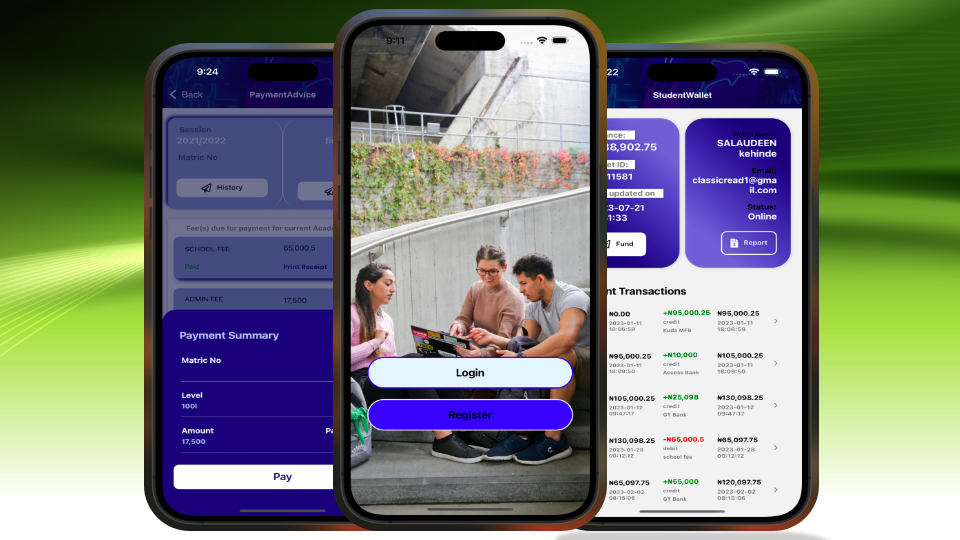 9:24
Back
PaymentAdvice
Session
2021/2022
Matric No
History
Fee(s) due for payment for current Acade
SCHOOL FEE
65,000.5
Paid
Print Receipt
ADMIN FEE
17,500
Payment Summary
Matric No
Level
100l
Amount
17,500
Pa
Pay
9:11
Login
Register
22
StudentWallet
nce:
38,902.75
et ID:
11581
updated on
3-07-21
1:33
Fund
SALAUDEEN
kehinde
Email:
classicread1@gma
il.com
Status:
Online
Report
nt Transactions
₦0.00
2023-01-11
18:06:59
+₦95,000.25
credit
Kuda MFB
₦95,000.25
2023-01-11
18:06:59
₦95,000.25
2023-01-11
18:09:50
+₦10,000
credit
Access Bank
₦105,000.25
2023-01-11
18:09:50
₦105,000.25
2023-01-12
09:47:17
+₦25,098
credit
GT Bank
₦130,098.25
2023-01-12
09:47:17
₦130,098.25
2023-01-28
00:12:12
-₦65,000.5
debit
school fee
₦65,097.75
2023-01-28
00:12:12
₦65,097.75
2023-02-02
08:15:06
+₦55,000
credit
GT Bank
₦120,097.75
2023-02-02
08:15:06